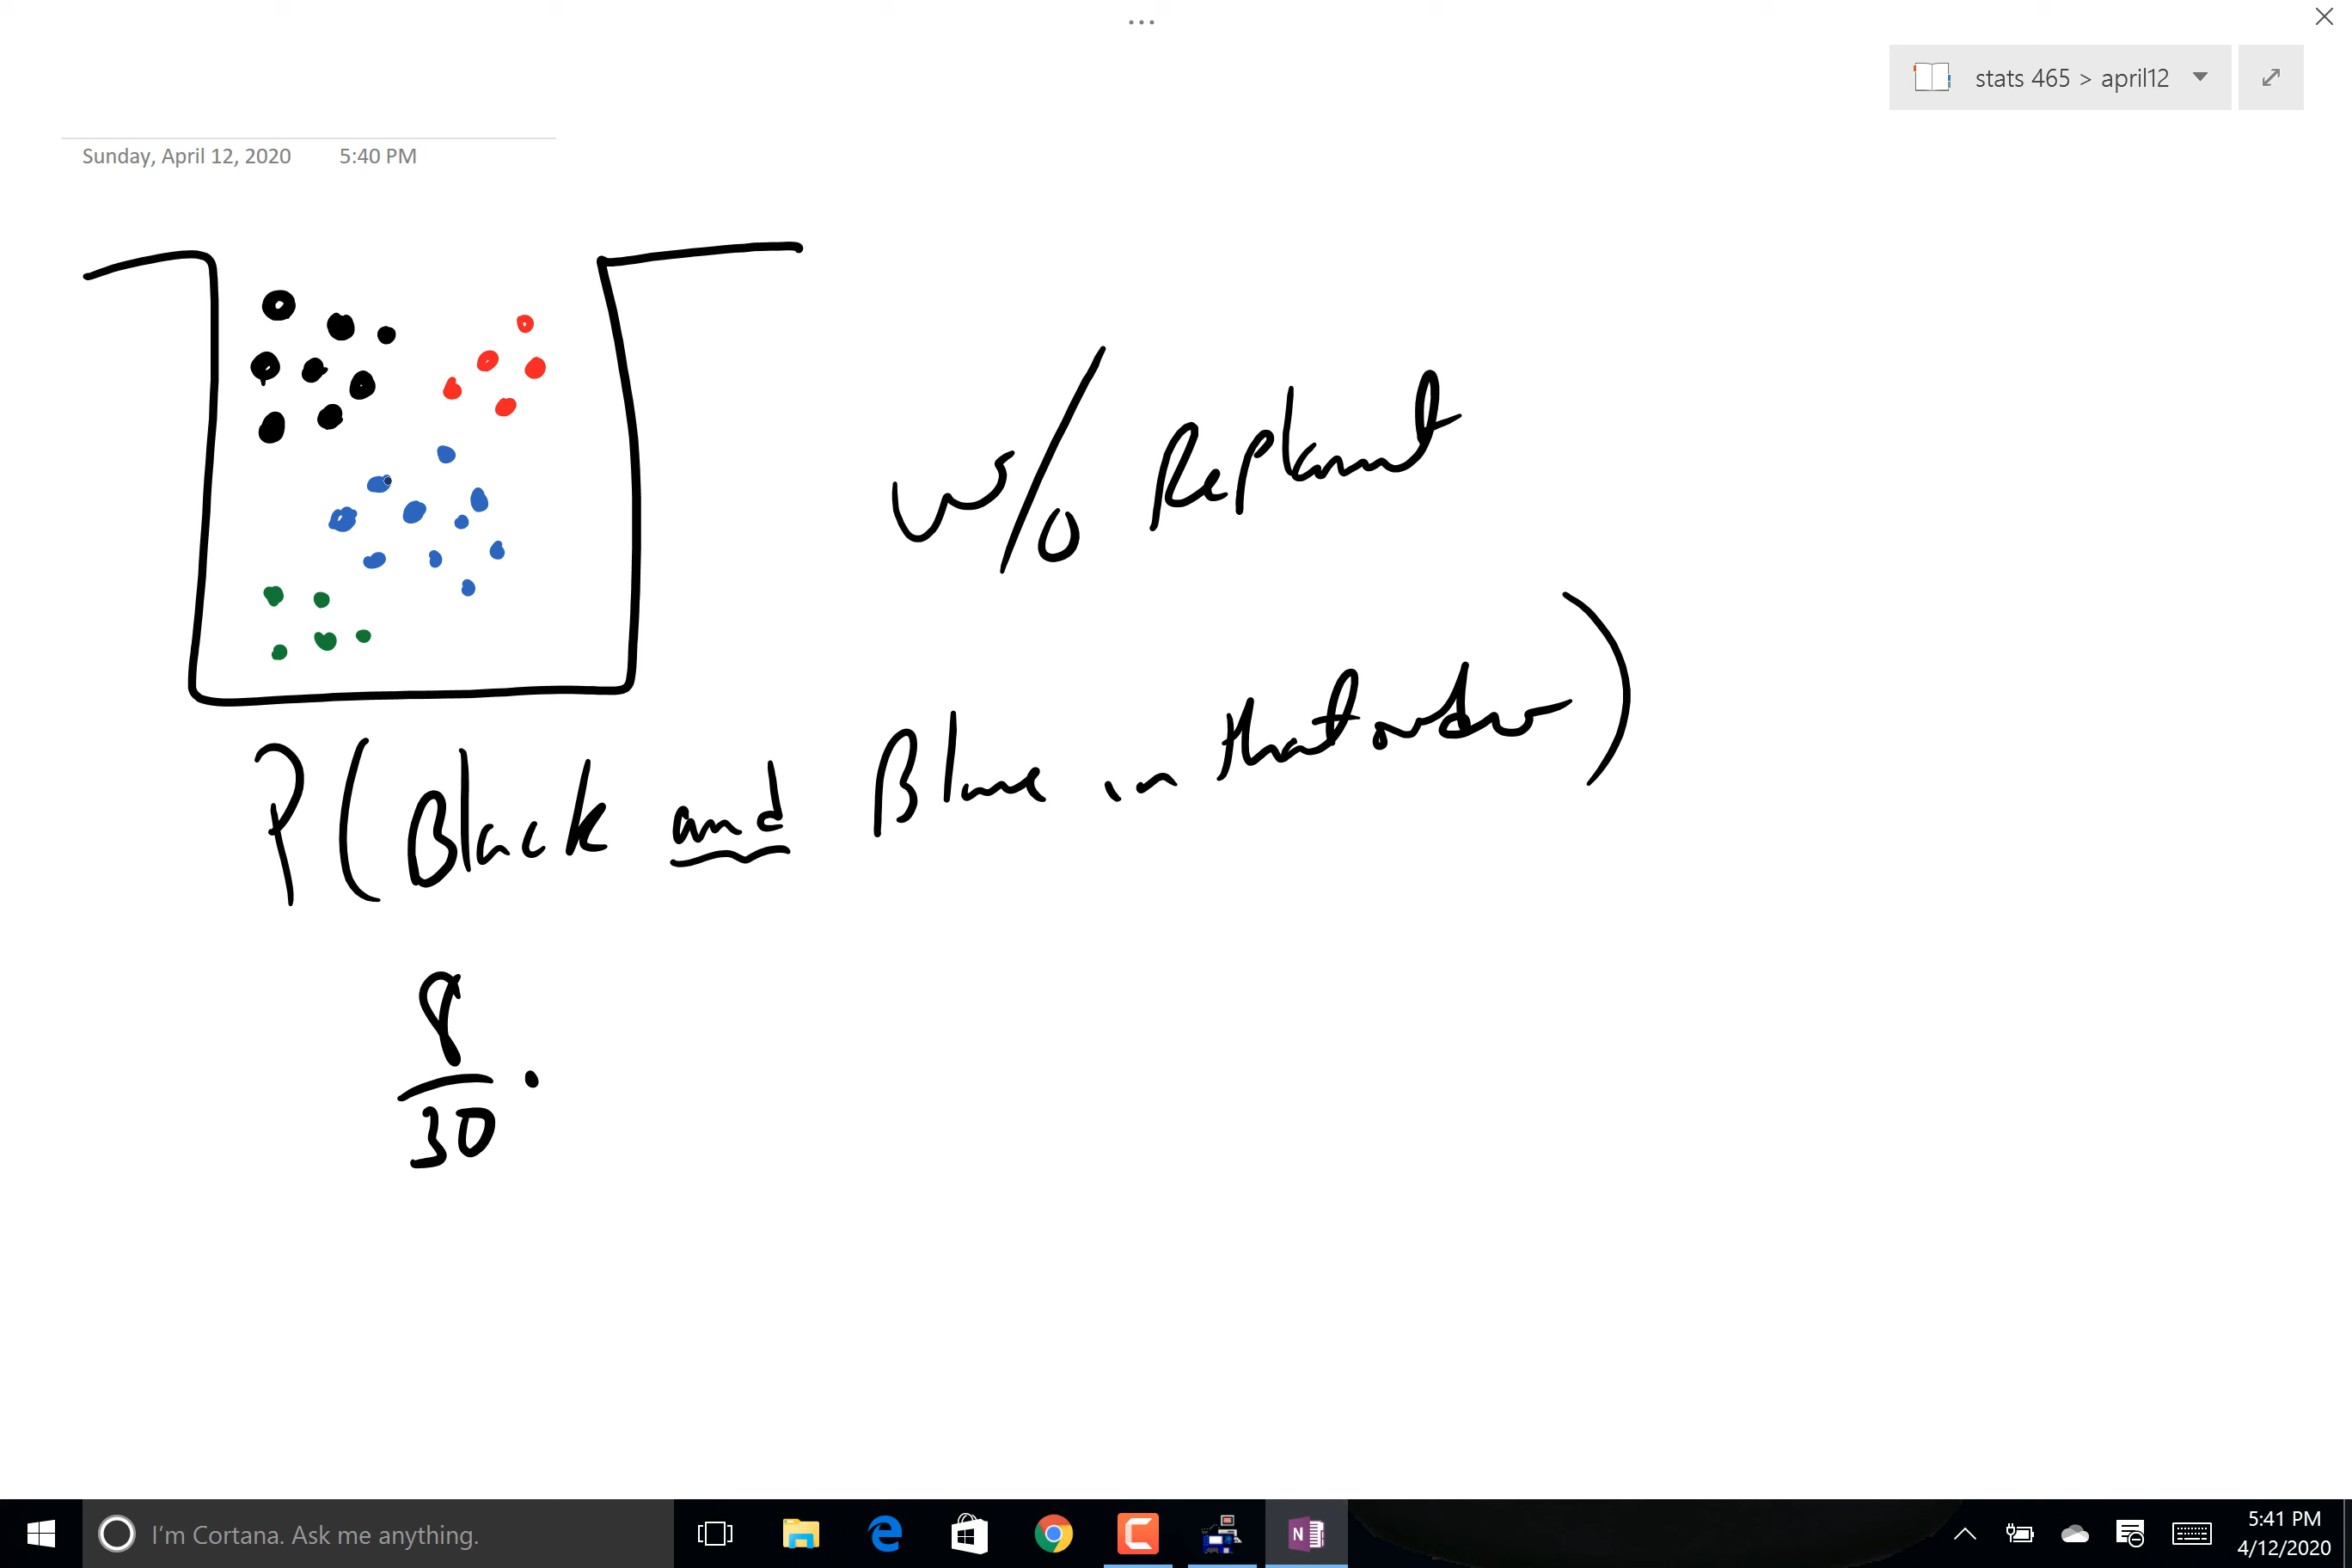 stats 465 > april12
Sunday, April 12, 2020 5:40 PM
w/o
P(Black and Blue in that order)
8
30
.
I'm Cortana. Ask me anything.
5:41 PM
4/12/2020